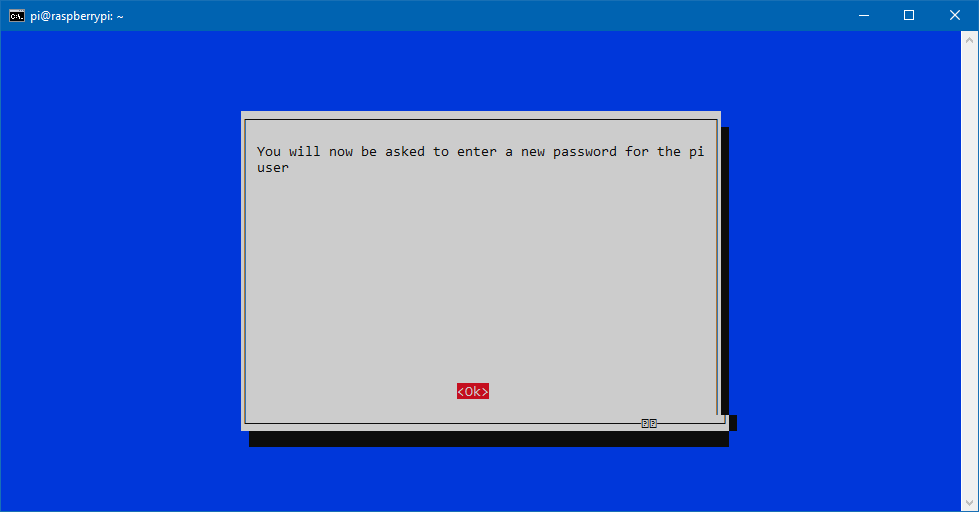 pi@raspberrypi: ~
You will now be asked to enter a new password for the pi
user
<Ok>